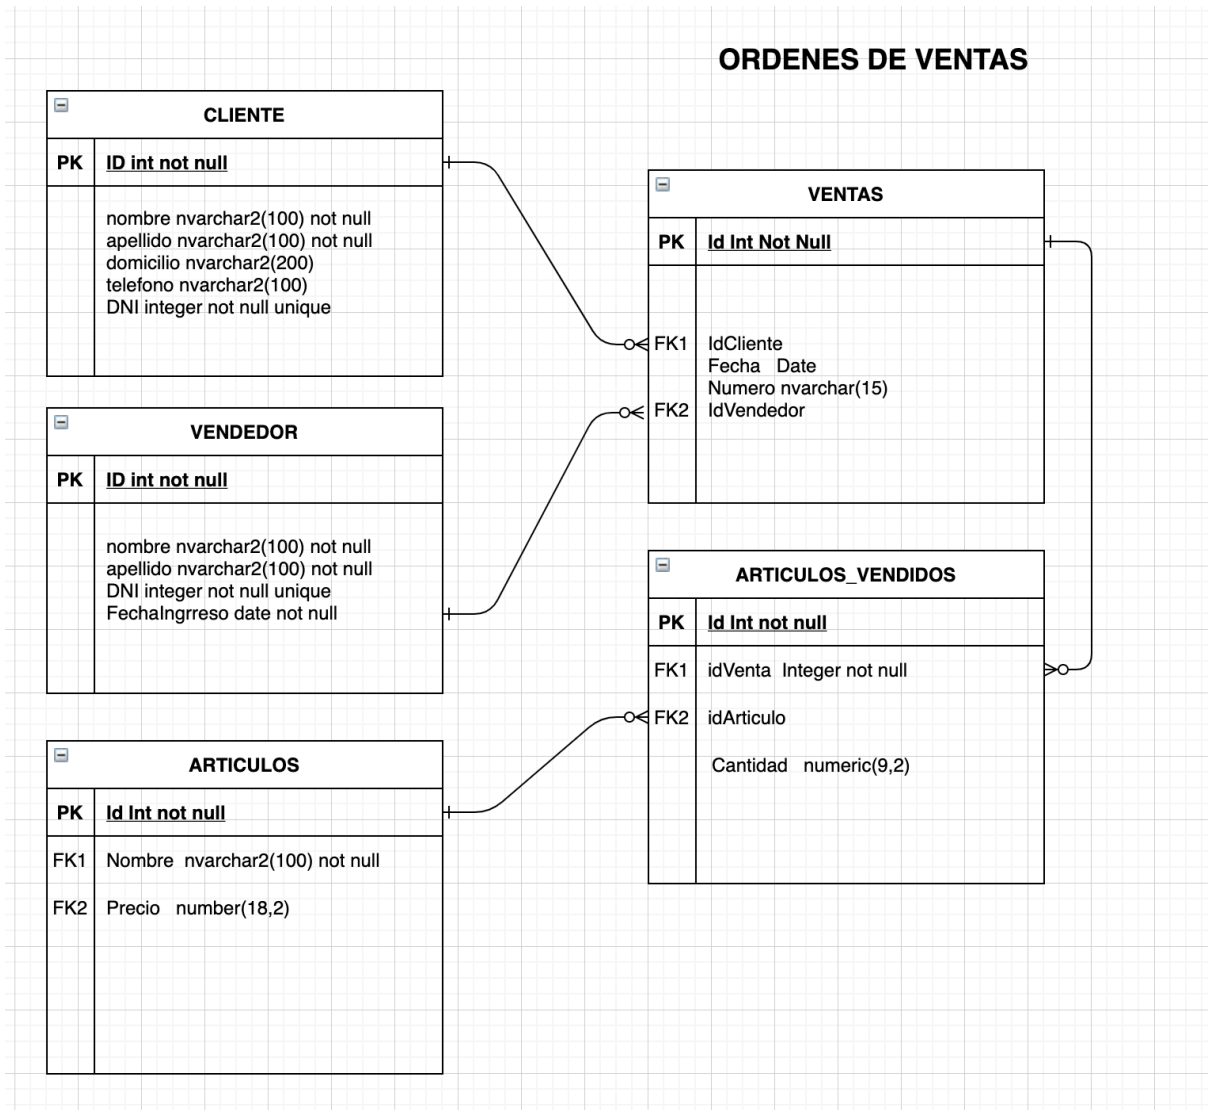 ORDENES DE VENTAS
CLIENTE
PK ID int not null
nombre nvarchar2(100) not null
apellido nvarchar2(100) not null
domicilio nvarchar2(200)
telefono nvarchar2(100)
DNI integer not null unique
VENDEDOR
PK ID int not null
nombre nvarchar2(100) not null
apellido nvarchar2(100) not null
DNI integer not null unique
FechaIngrreso date not null
ARTICULOS
PK Id Int not null
FK1 Nombre nvarchar2(100) not null
FK2 Precio number(18,2)
VENTAS
PK Id Int Not Null
FK1 IdCliente
Fecha Date
Numero nvarchar(15)
FK2 IdVendedor
ARTICULOS_VENDIDOS
PK Id Int not null
FK1 idVenta Integer not null
FK2 idArticulo
Cantidad numeric(9,2)